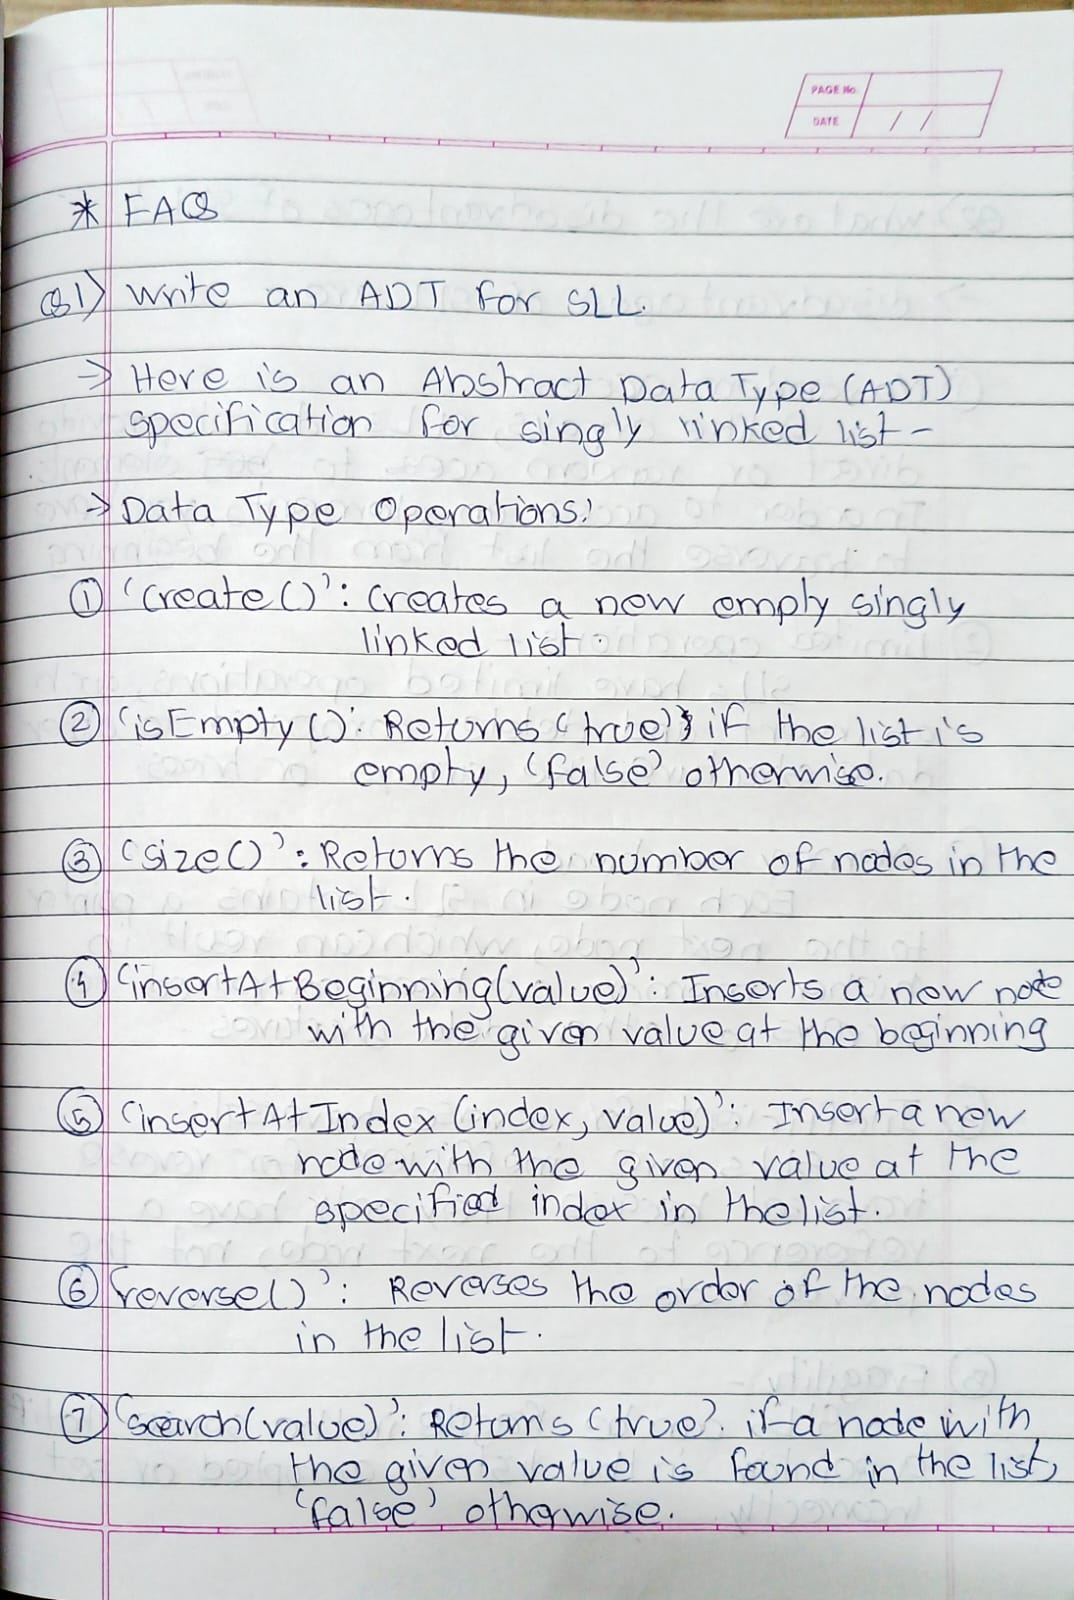 PAGE No.
DATE / /
* FAQ
Q1) Write an ADT for SLL.
→ Here is an Abstract Data Type (ADT)
specification for singly linked list -
→ Data Type Operations:
① 'create()': Creates a new empty singly
linked list.
② 'isEmpty()': Returns 'true' if the list is
empty, 'false' otherwise.
③ 'size()': Returns the number of nodes in the
list.
④ 'insertAtBeginning(value)': Inserts a new node
with the given value at the beginning
⑤ 'insertAtIndex(index, value)': Insert a new
node with the given value at the
specified index in the list.
⑥ 'reverse()': Reverses the order of the nodes
in the list.
⑦ 'search(value)': Returns 'true'. if a node with
the given value is found in the list,
'false' otherwise.